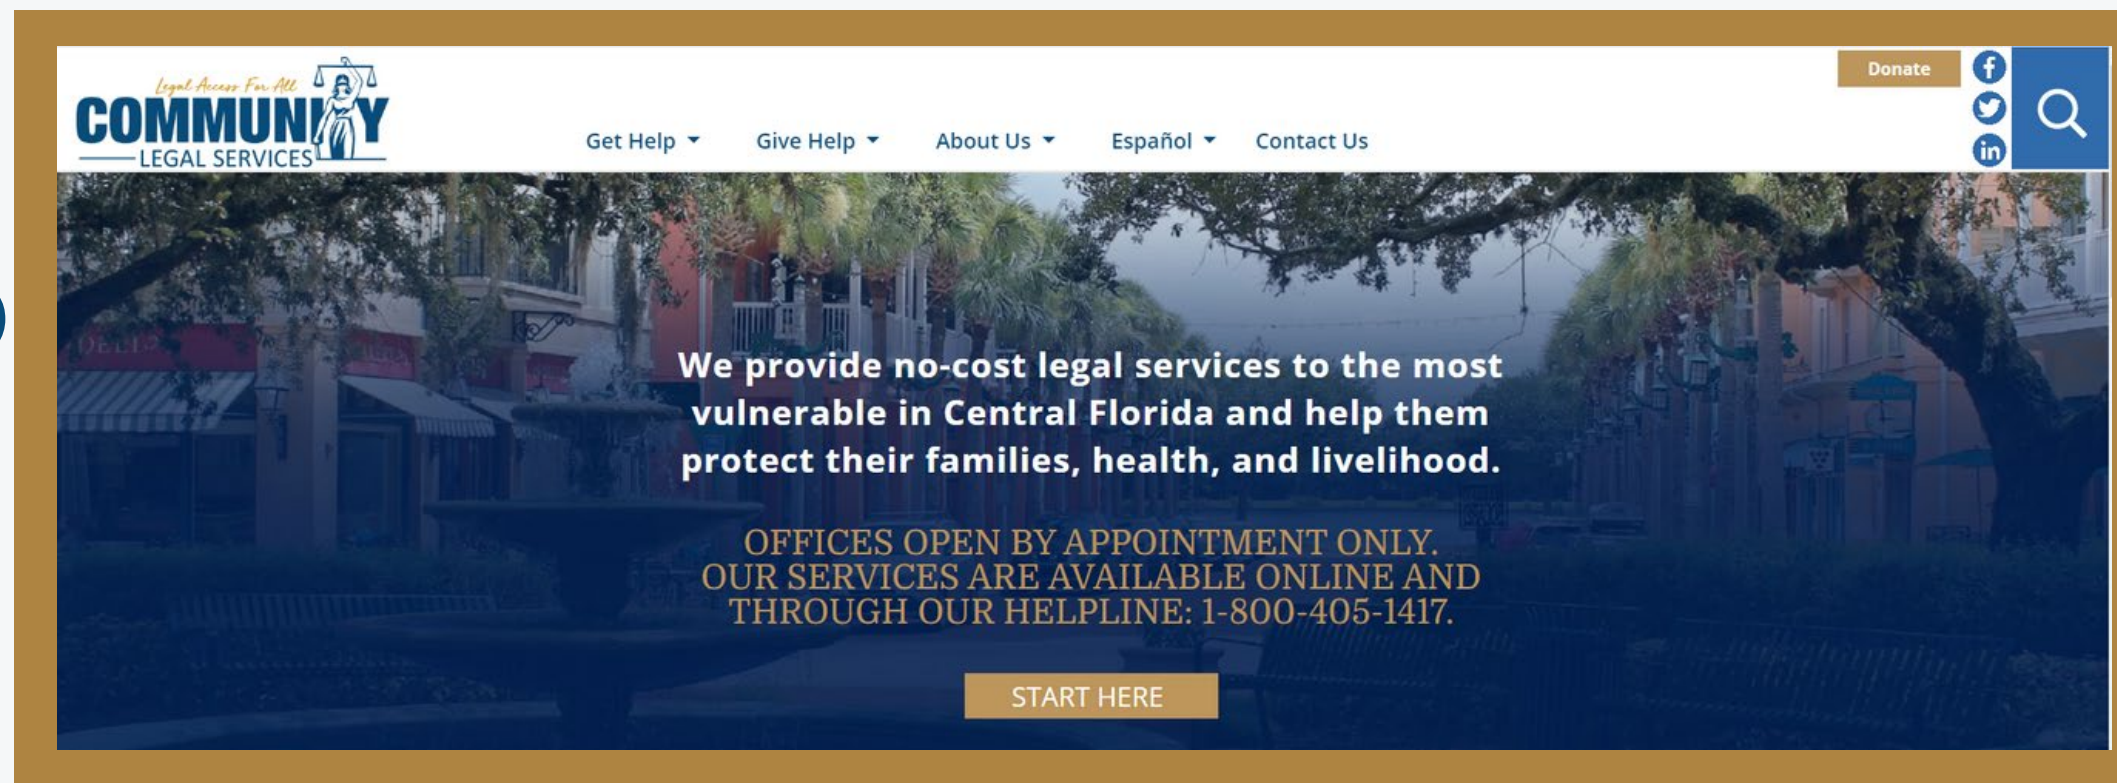 Legal Access For All
COMMUNITY
LEGAL SERVICES
Donate
Get Help
Give Help
About Us
Español
Contact Us
We provide no-cost legal services to the most
vulnerable in Central Florida and help them
protect their families, health, and livelihood.
OFFICES OPEN BY APPOINTMENT ONLY.
OUR SERVICES ARE AVAILABLE ONLINE AND
THROUGH OUR HELPLINE: 1-800-405-1417.
START HERE